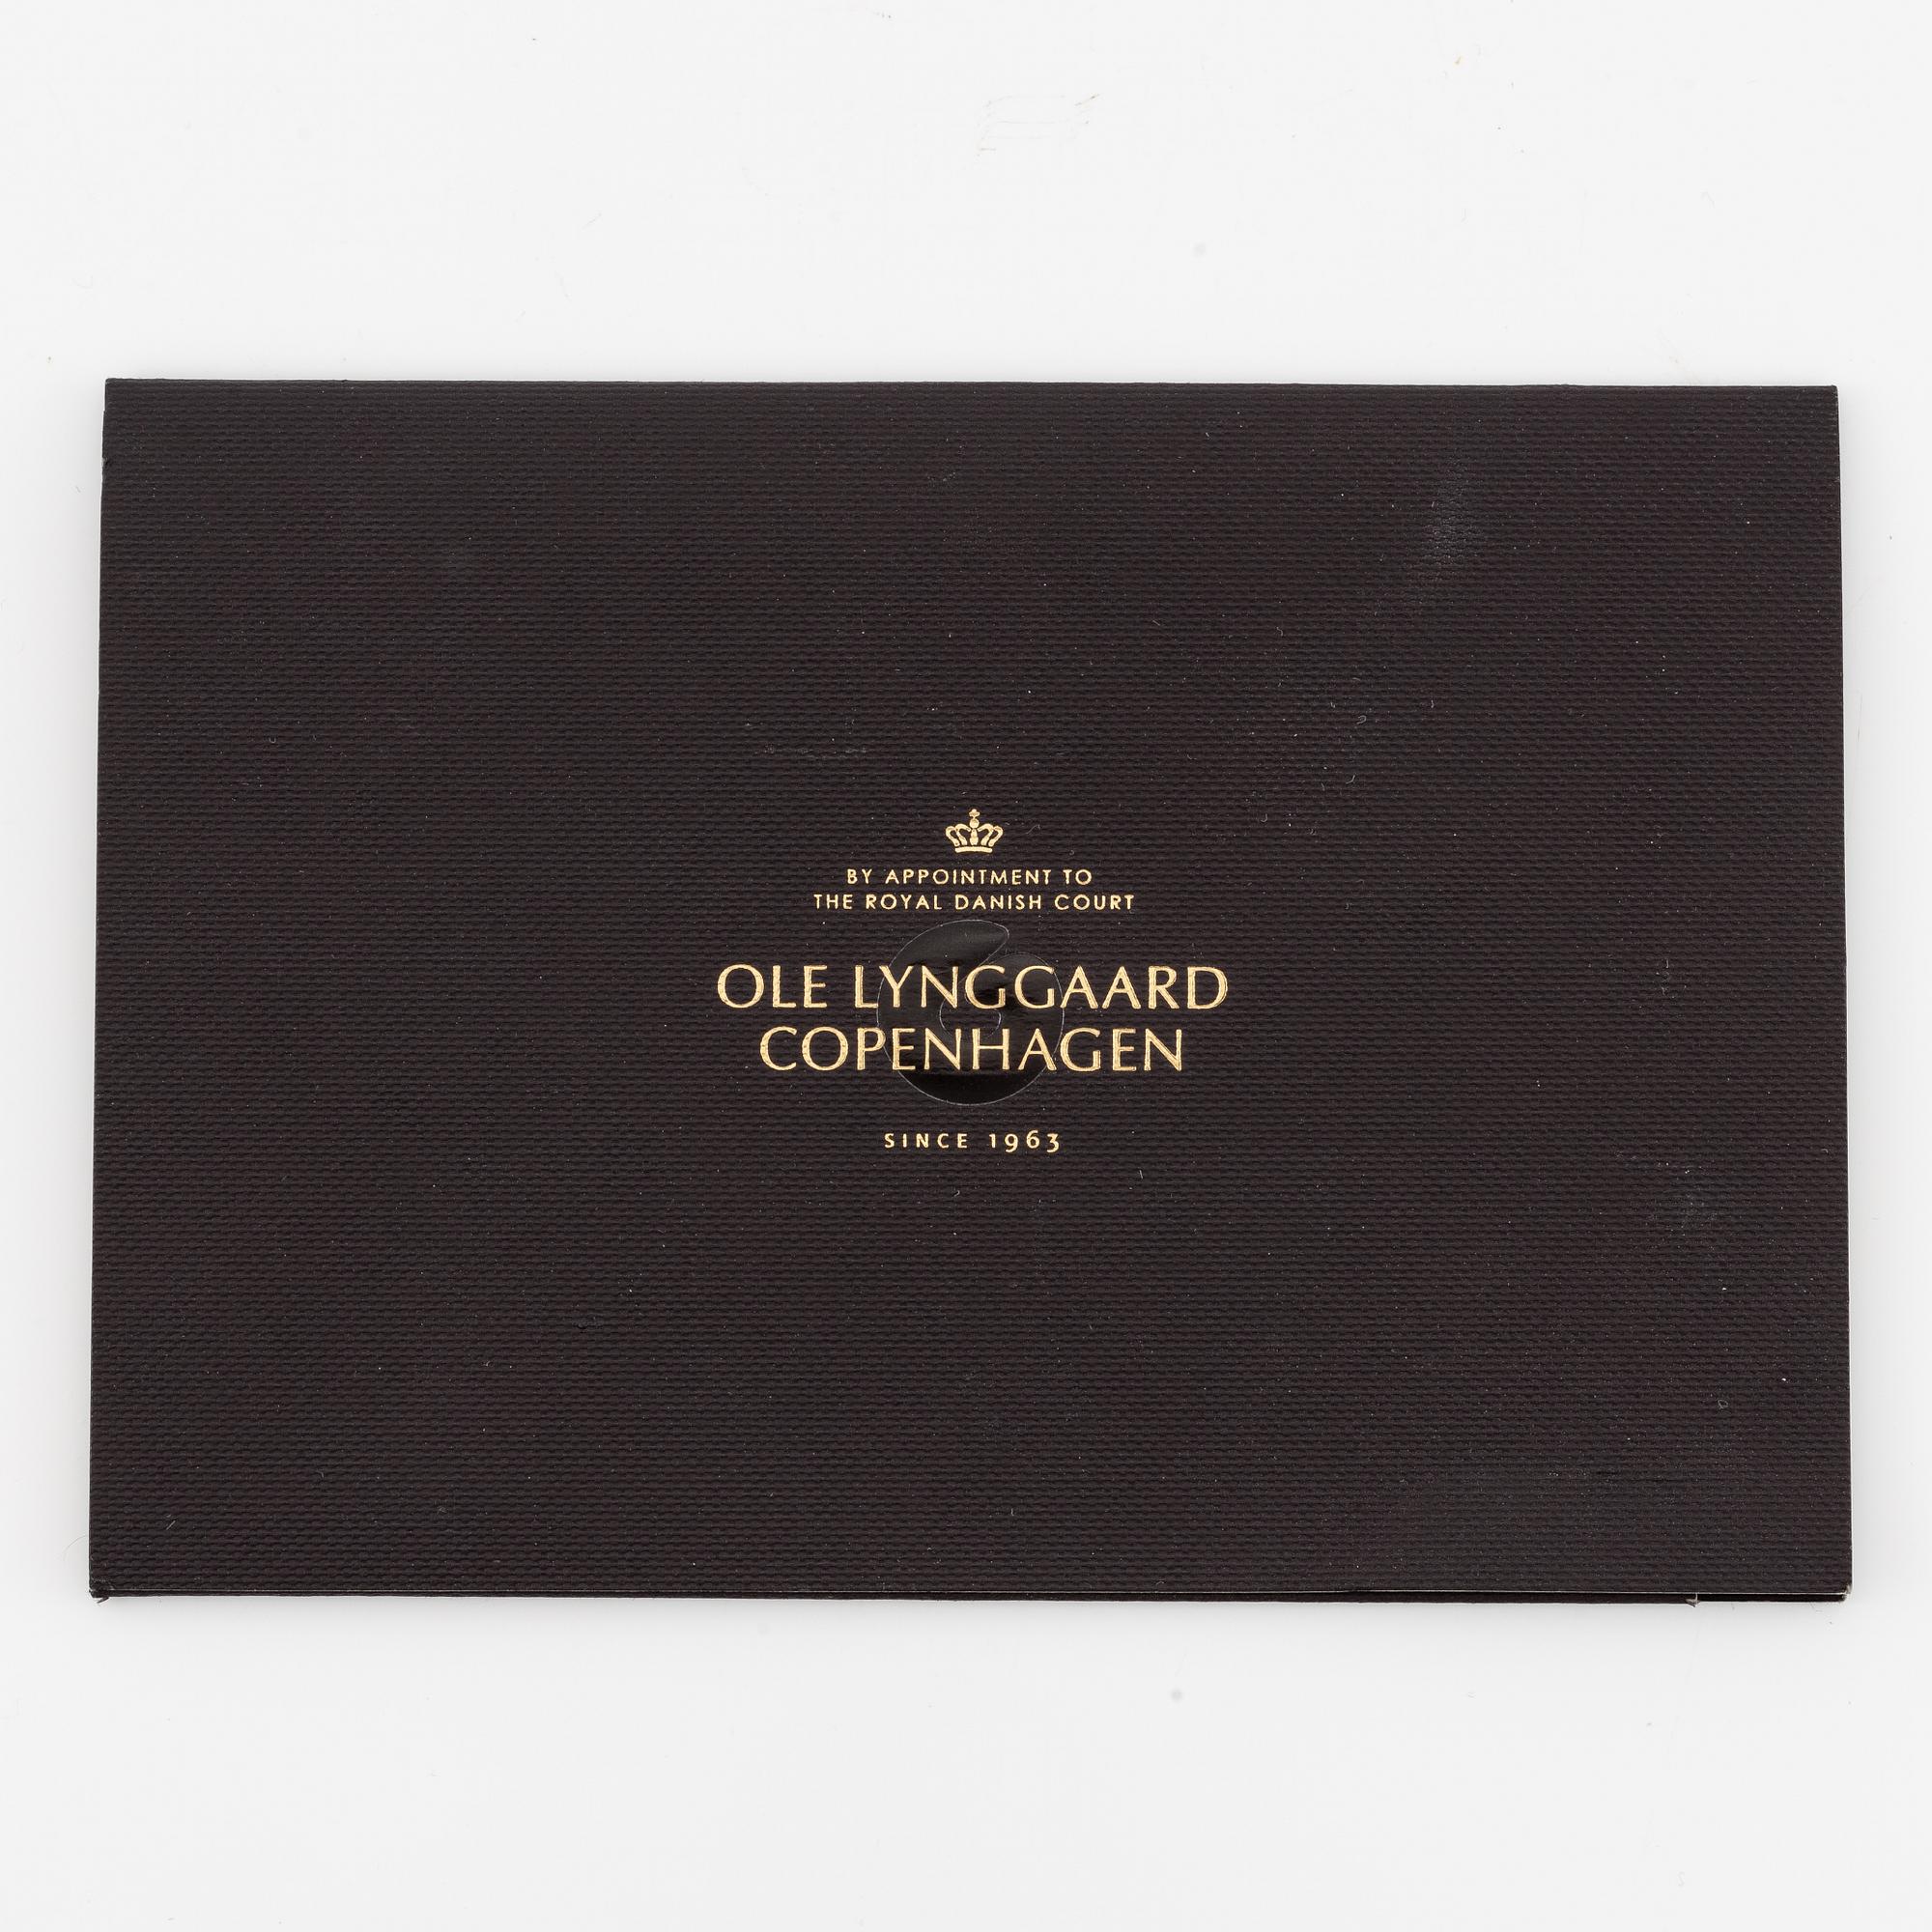 BY APPOINTMENT TO
THE ROYAL DANISH COURT
OLE LYNGGAARD
COPENHAGEN
SINCE 1963